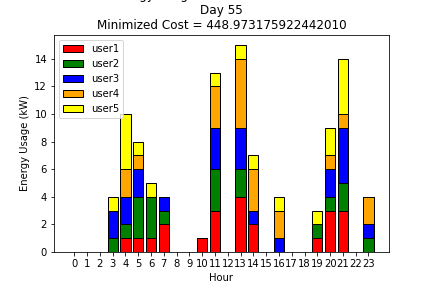 Day 55
Minimized Cost = 448.973175922442010
user1
user2
user3
user4
user5
Energy Usage (kW)
14
12
10
8
6
4
2
0
0 1 2 3 4 5 6 7 8 9 10 11 12 13 14 15 16 17 18 19 20 21 22 23
Hour